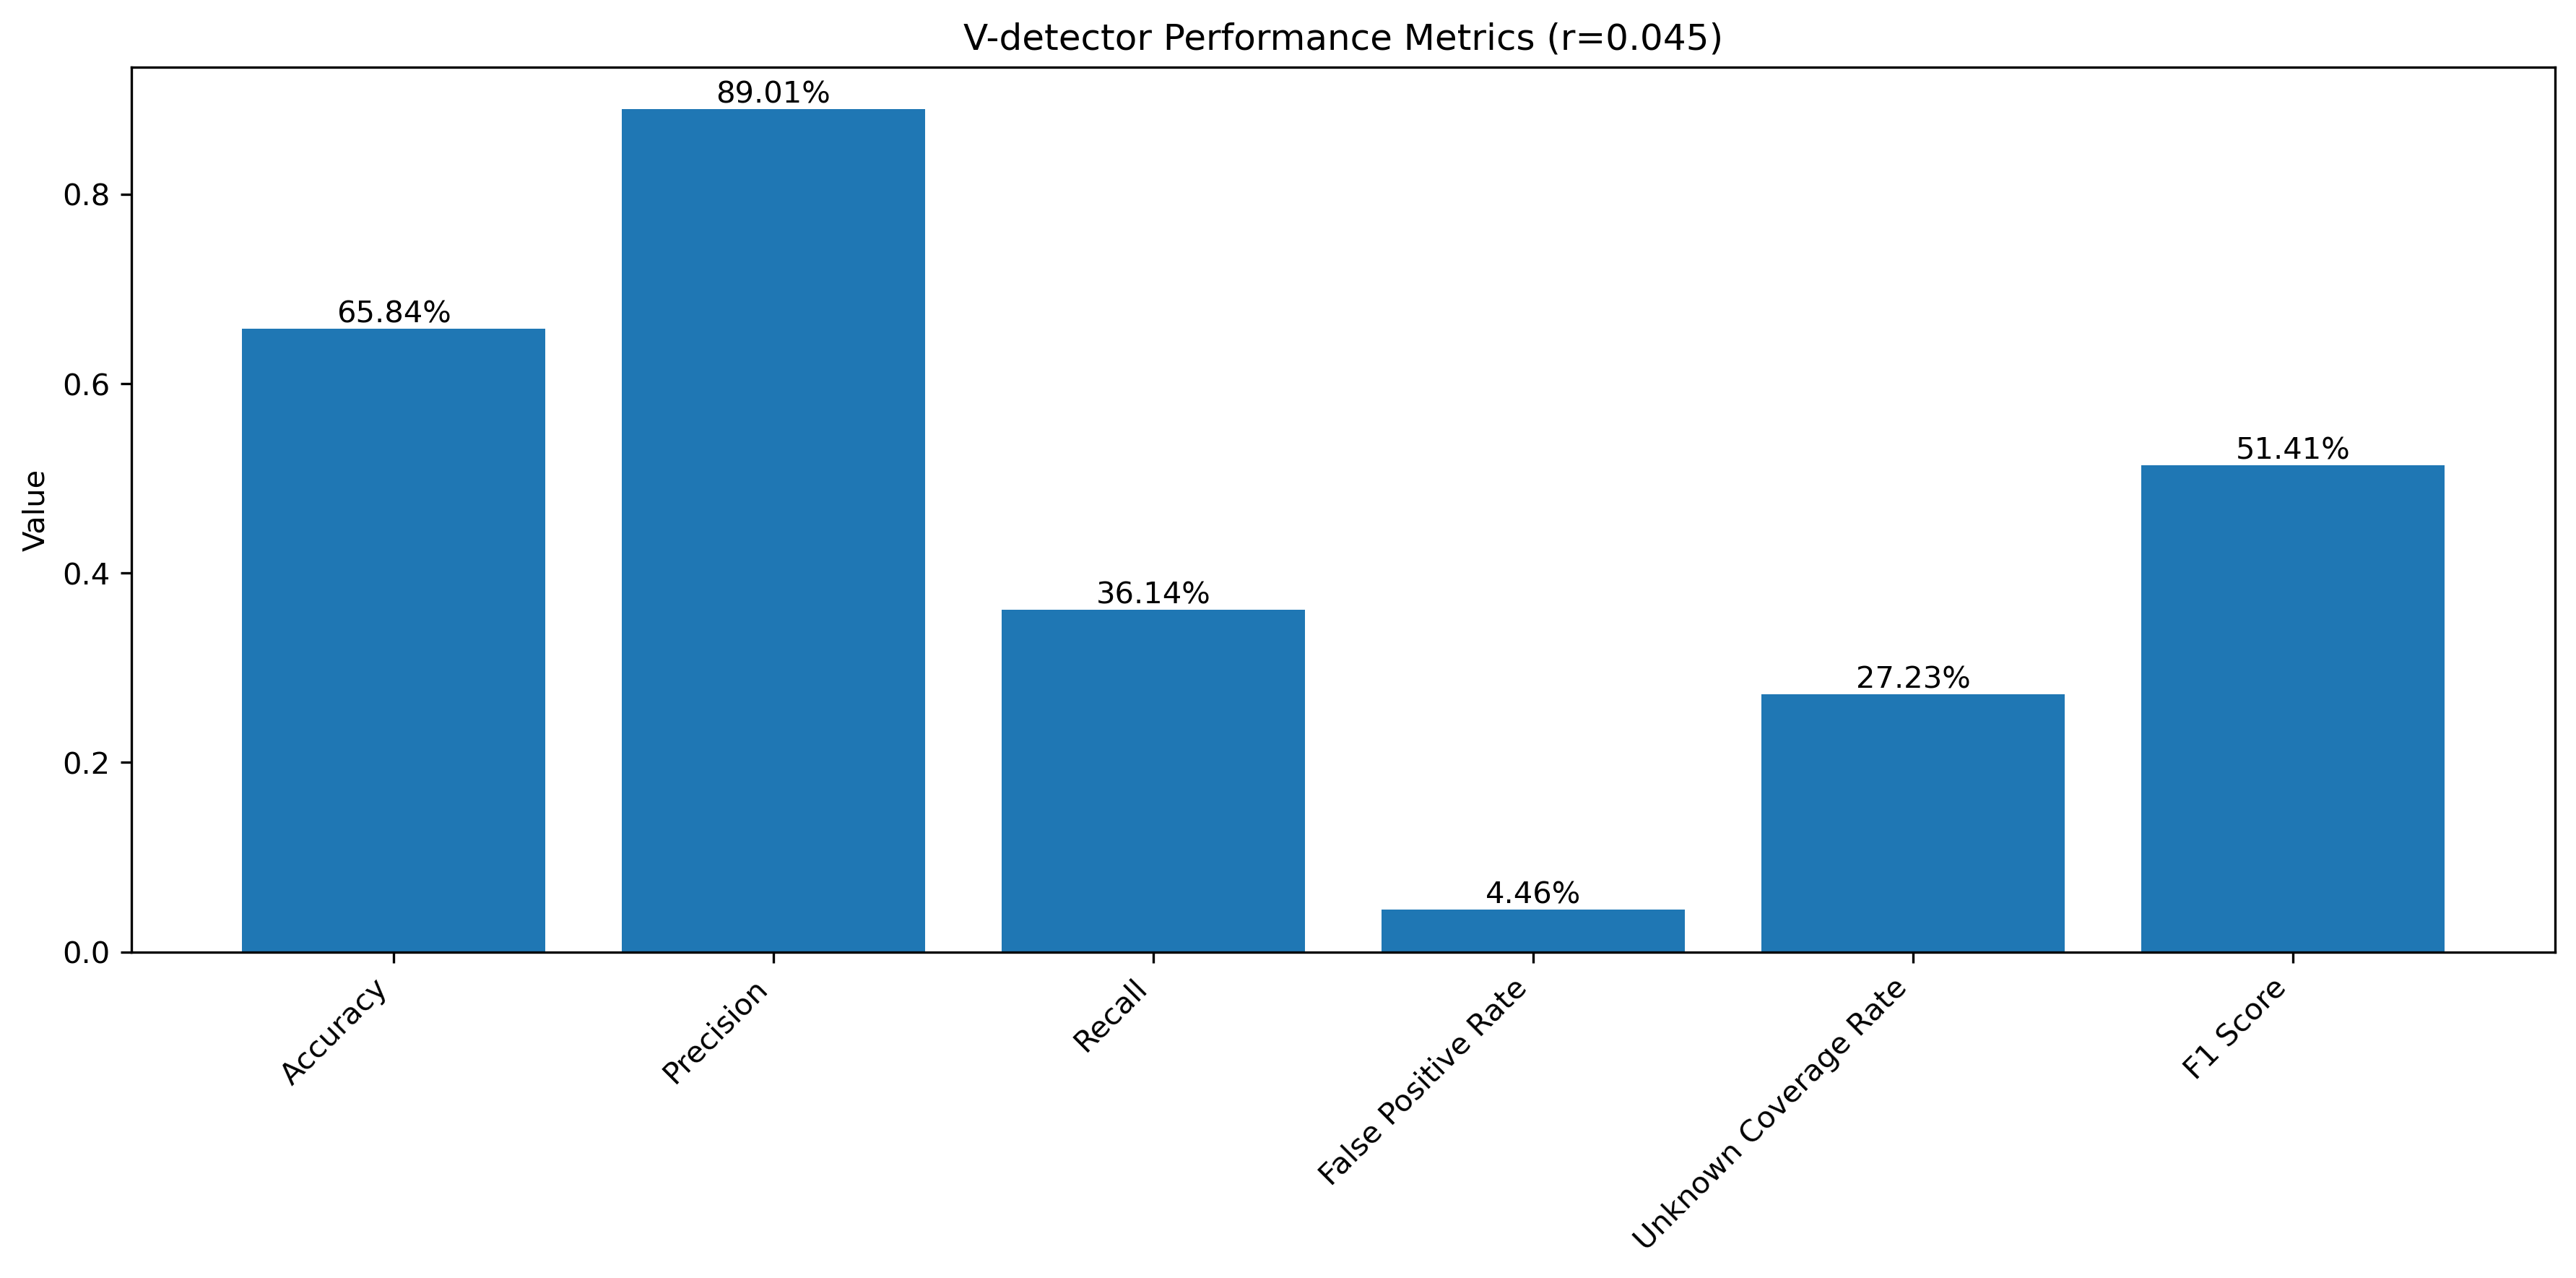 V-detector Performance Metrics (r=0.045)
89.01%
65.84%
51.41%
36.14%
27.23%
4.46%
Value
0.8
0.6
0.4
0.2
0.0
Accuracy
Precision
Recall
False Positive Rate
Unknown Coverage Rate
F1 Score